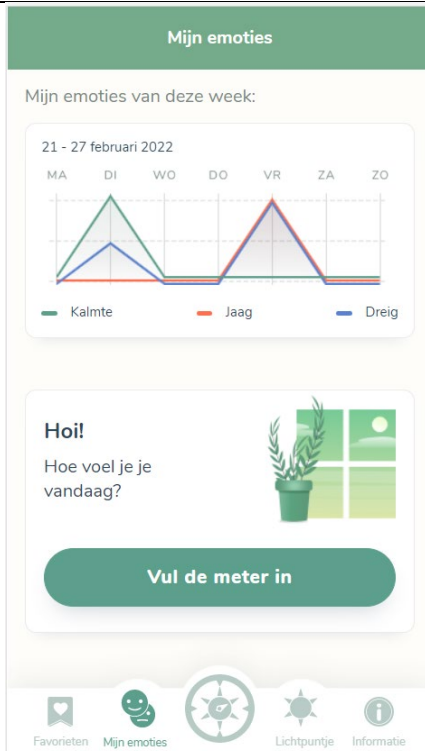 Mijn emoties
Mijn emoties van deze week:
21 - 27 februari 2022
MA DI WO DO VR ZA ZO
Kalmte Jaag Dreig
Hoi!
Hoe voel je je
vandaag?
Vul de meter in
Favorieten Mijn emoties Lichtpuntje Informatie